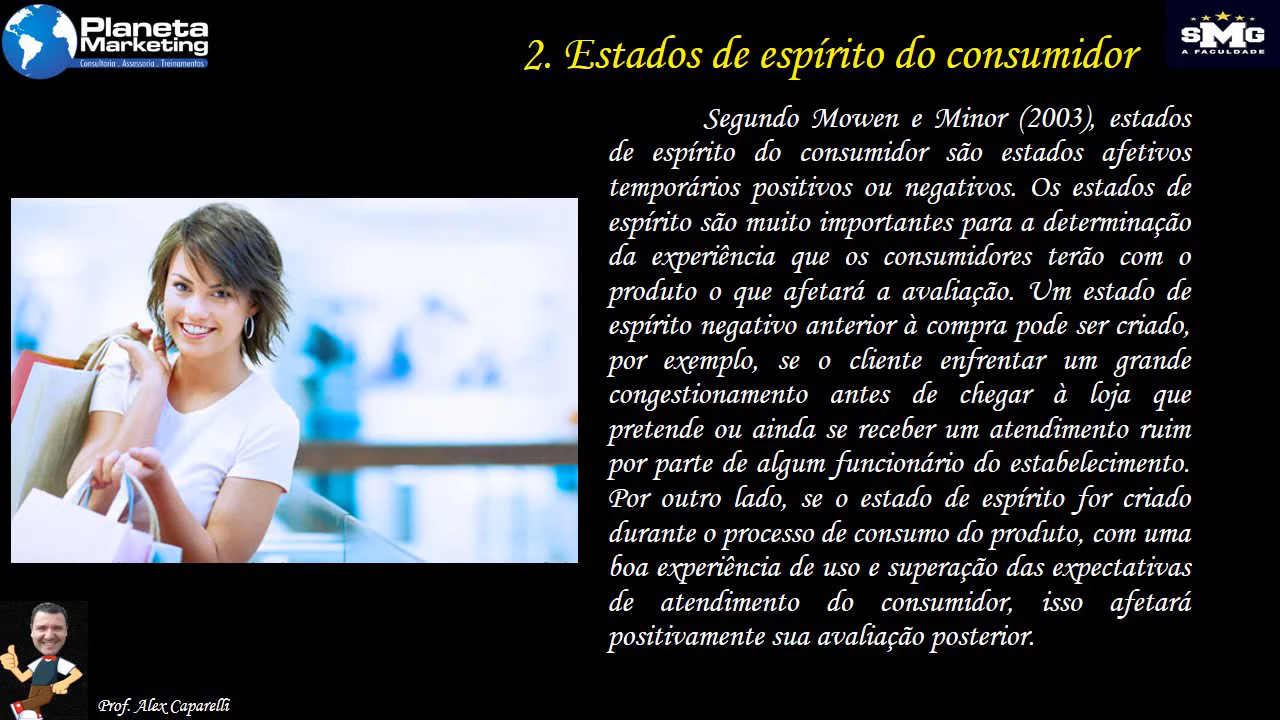 Planeta
Marketing
Consultoria . Assessoria . Treinamentos
2. Estados de espírito do consumidor
SMG
A FACULDADE
Segundo Mowen e Minor (2003), estados
de espírito do consumidor são estados afetivos
temporários positivos ou negativos. Os estados de
espírito são muito importantes para a determinação
da experiência que os consumidores terão com o
produto o que afetará a avaliação. Um estado de
espírito negativo anterior à compra pode ser criado,
por exemplo, se o cliente enfrentar um grande
congestionamento antes de chegar à loja que
pretende ou ainda se receber um atendimento ruim
por parte de algum funcionário do estabelecimento.
Por outro lado, se o estado de espírito for criado
durante o processo de consumo do produto, com uma
boa experiência de uso e superação das expectativas
de atendimento do consumidor, isso afetará
positivamente sua avaliação posterior.
Prof. Alex Caparelli